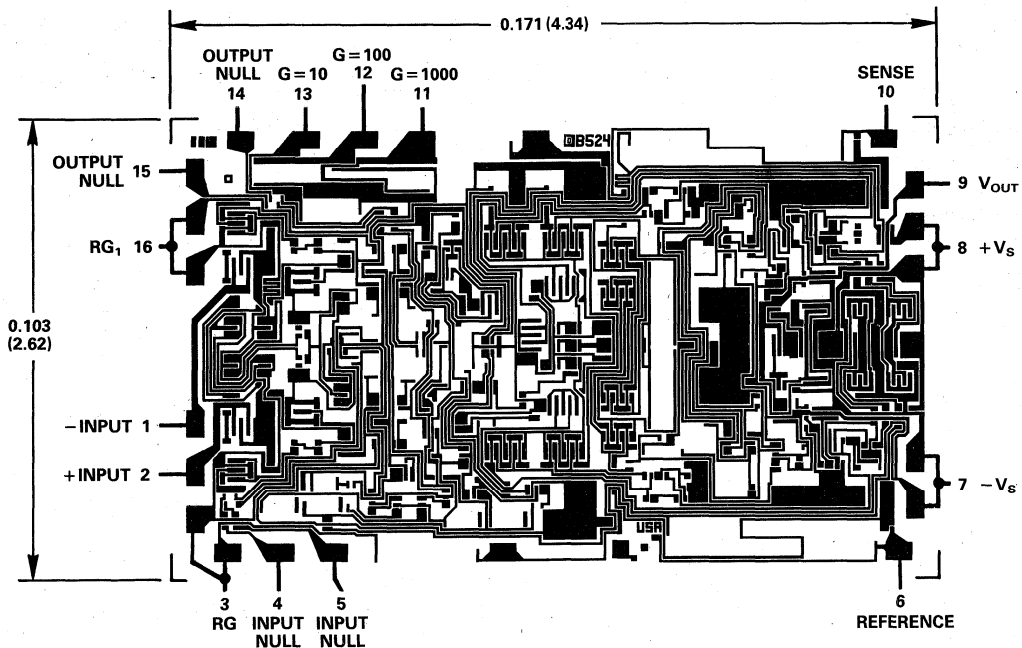 0.171 (4.34)
OUTPUT
NULL
14
G = 10
13
G = 100
12
G = 1000
11
SENSE
10
OUTPUT
NULL 15
B524
9 VOUT
RG1 16
8 +VS
0.103
(2.62)
−INPUT 1
+INPUT 2
7 −VS
USA
3
RG
4
INPUT
NULL
5
INPUT
NULL
6
REFERENCE